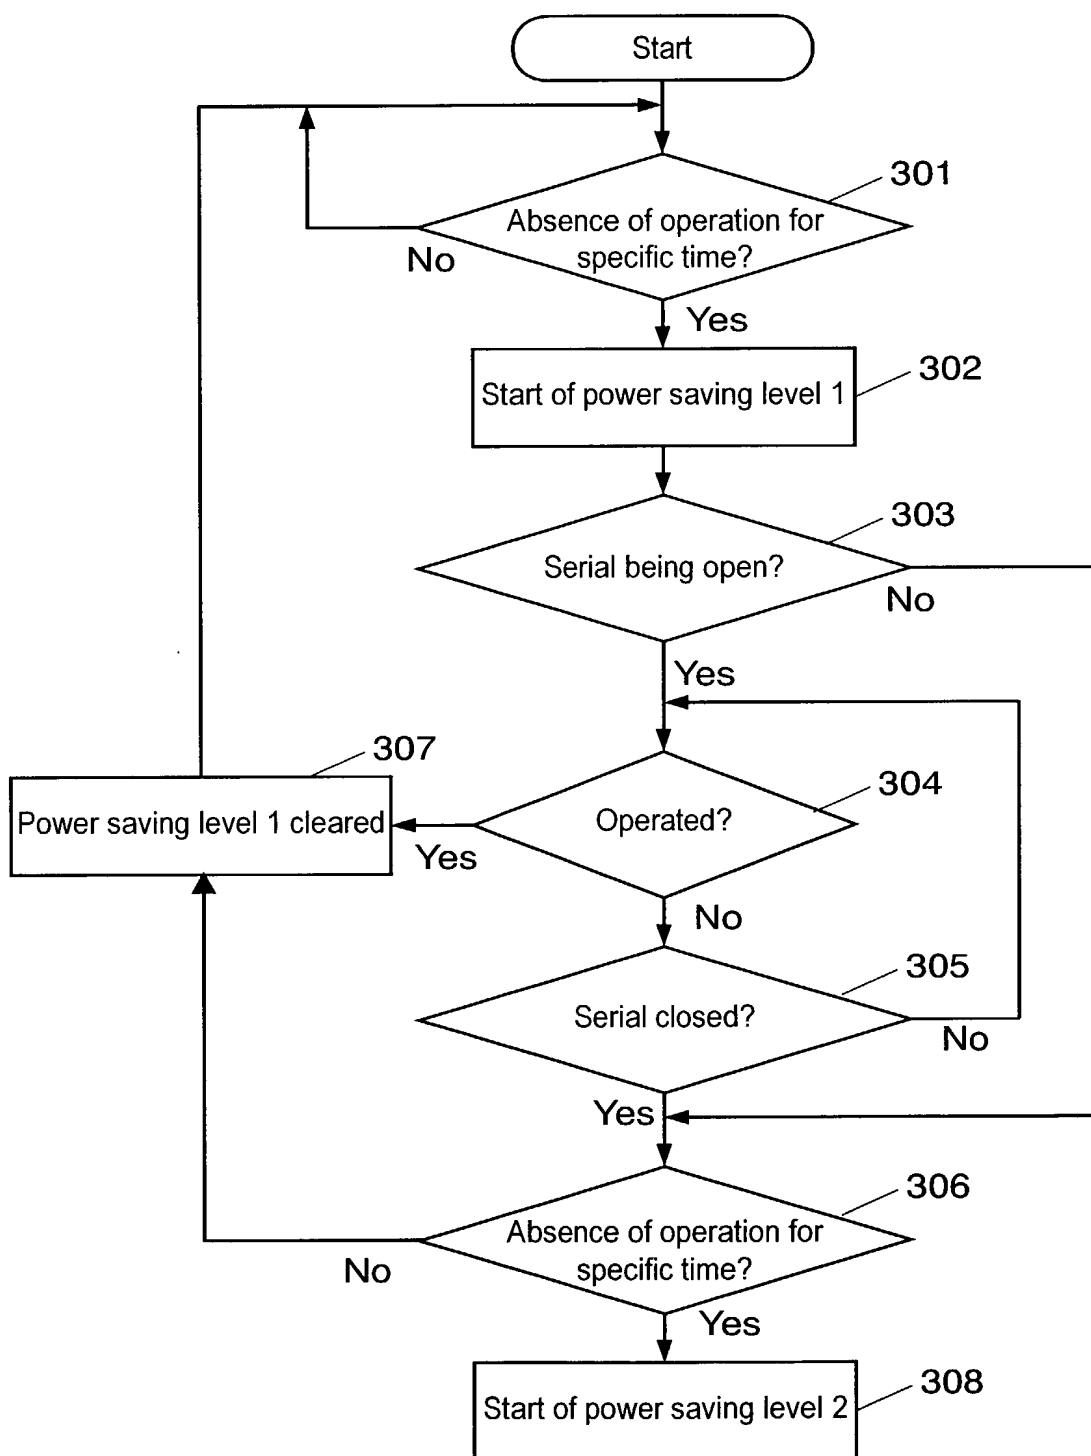 Start
301
Absence of operation for
specific time?
No
Yes
302
Start of power saving level 1
303
Serial being open?
No
Yes
307
304
Power saving level 1 cleared
Operated?
Yes
No
305
Serial closed?
No
Yes
306
Absence of operation for
specific time?
No
Yes
308
Start of power saving level 2